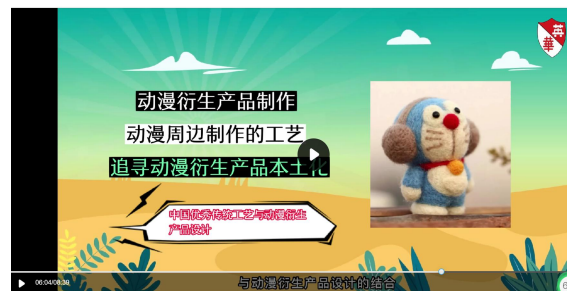 英
華
动漫衍生产品制作
动漫周边制作的工艺
追寻动漫衍生产品本土化
中国优秀传统工艺与动漫衍生
产品设计
与动漫衍生产品设计的结合
06:04/08:39
6